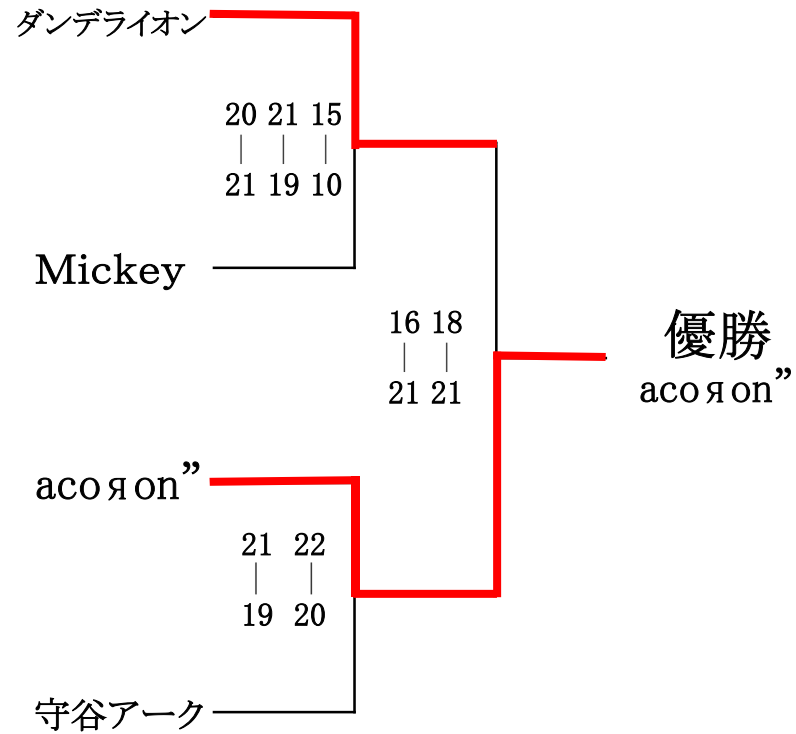 ダンデライオン
20 21 15
| | |
21 19 10
Mickey
16 18
| |
21 21
優勝
acoяon”
acoяon”
21 22
| |
19 20
守谷アーク